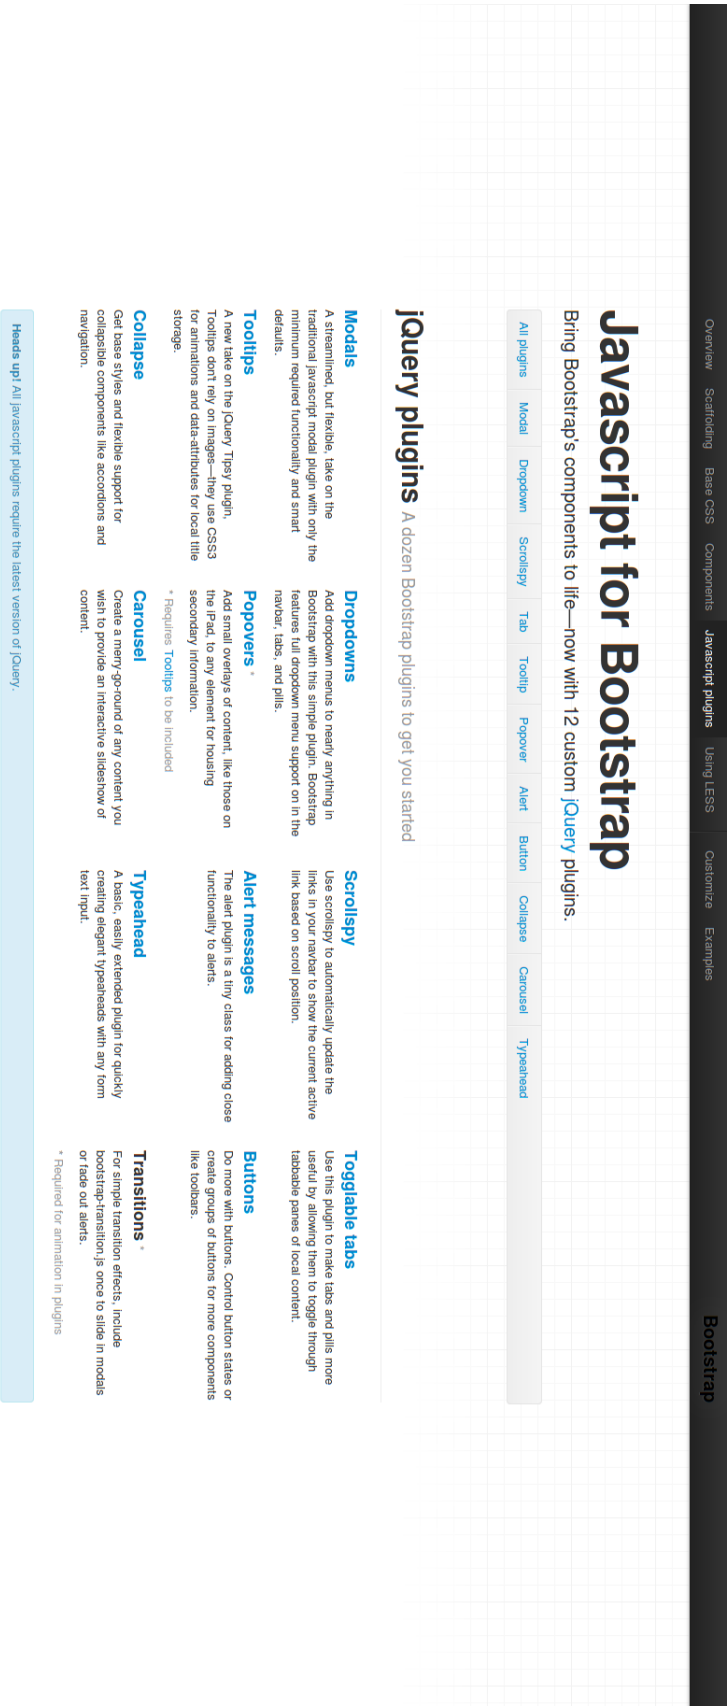 Overview Scaffolding Base CSS Components Javascript plugins Using LESS Customize Examples Bootstrap
Javascript for Bootstrap
Bring Bootstrap's components to life—now with 12 custom jQuery plugins.
All plugins Modal Dropdown Scrollspy Tab Tooltip Popover Alert Button Collapse Carousel Typeahead
jQuery plugins A dozen Bootstrap plugins to get you started
Modals
A streamlined, but flexible, take on the
traditional javascript modal plugin with only the
minimum required functionality and smart
defaults.
Dropdowns
Add dropdown menus to nearly anything in
Bootstrap with this simple plugin. Bootstrap
features full dropdown menu support on in the
navbar, tabs, and pills.
Scrollspy
Use scrollspy to automatically update the
links in your navbar to show the current active
link based on scroll position.
Togglable tabs
Use this plugin to make tabs and pills more
useful by allowing them to toggle through
tabbable panes of local content.
Tooltips
A new take on the jQuery Tipsy plugin,
Tooltips don't rely on images—they use CSS3
for animations and data-attributes for local title
storage.
Popovers *
Add small overlays of content, like those on
the iPad, to any element for housing
secondary information.
* Requires Tooltips to be included
Alert messages
The alert plugin is a tiny class for adding close
functionality to alerts.
Buttons
Do more with buttons. Control button states or
create groups of buttons for more components
like toolbars.
Collapse
Get base styles and flexible support for
collapsible components like accordions and
navigation.
Carousel
Create a merry-go-round of any content you
wish to provide an interactive slideshow of
content.
Typeahead
A basic, easily extended plugin for quickly
creating elegant typeaheads with any form
text input.
Transitions *
For simple transition effects, include
bootstrap-transition.js once to slide in modals
or fade out alerts.
* Required for animation in plugins
Heads up! All javascript plugins require the latest version of jQuery.